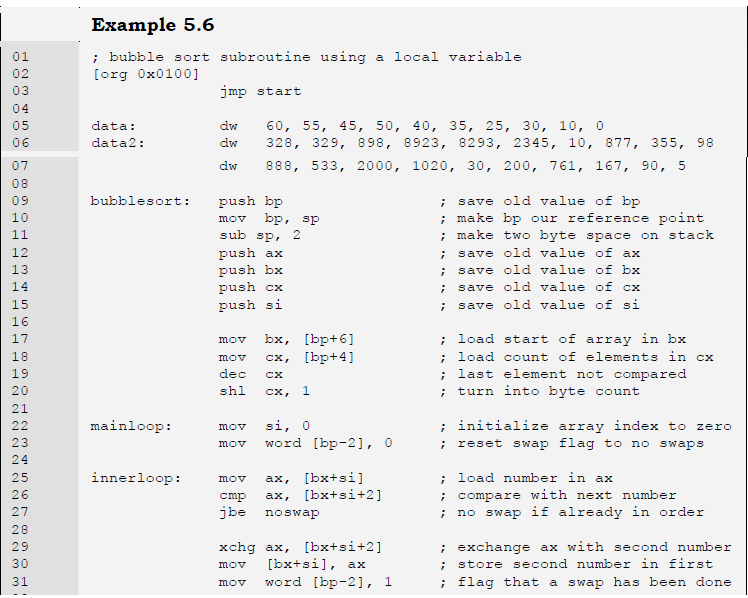 Example 5.6
01 ; bubble sort subroutine using a local variable
02 [org 0x0100]
03 jmp start
04
05 data: dw 60, 55, 45, 50, 40, 35, 25, 30, 10, 0
06 data2: dw 328, 329, 898, 8923, 8293, 2345, 10, 877, 355, 98
07 dw 888, 533, 2000, 1020, 30, 200, 761, 167, 90, 5
08
09 bubblesort: push bp ; save old value of bp
10 mov bp, sp ; make bp our reference point
11 sub sp, 2 ; make two byte space on stack
12 push ax ; save old value of ax
13 push bx ; save old value of bx
14 push cx ; save old value of cx
15 push si ; save old value of si
16
17 mov bx, [bp+6] ; load start of array in bx
18 mov cx, [bp+4] ; load count of elements in cx
19 dec cx ; last element not compared
20 shl cx, 1 ; turn into byte count
21
22 mainloop: mov si, 0 ; initialize array index to zero
23 mov word [bp-2], 0 ; reset swap flag to no swaps
24
25 innerloop: mov ax, [bx+si] ; load number in ax
26 cmp ax, [bx+si+2] ; compare with next number
27 jbe noswap ; no swap if already in order
28
29 xchg ax, [bx+si+2] ; exchange ax with second number
30 mov [bx+si], ax ; store second number in first
31 mov word [bp-2], 1 ; flag that a swap has been done